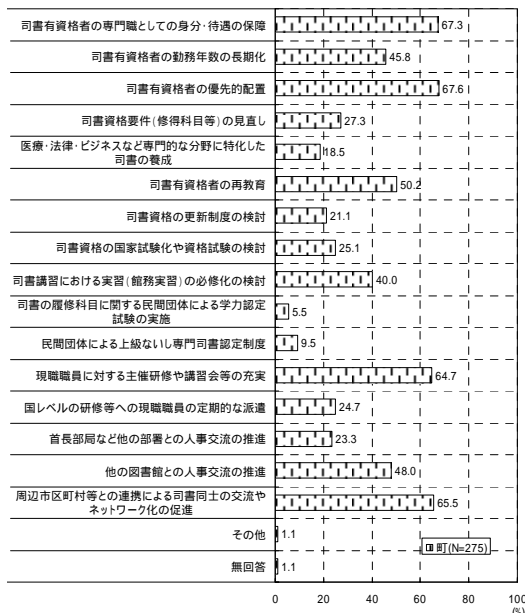 司書有資格者の専門職としての身分・待遇の保障 67.3
司書有資格者の勤務年数の長期化 45.8
司書有資格者の優先的配置 67.6
司書資格要件(修得科目等)の見直し 27.3
医療・法律・ビジネスなど専門的な分野に特化した
司書の養成 18.5
司書有資格者の再教育 50.2
司書資格の更新制度の検討 21.1
司書資格の国家試験化や資格試験の検討 25.1
司書講習における実習(館務実習)の必修化の検討 40.0
司書の履修科目に関する民間団体による学力認定
試験の実施 5.5
民間団体による上級ないし専門司書認定制度 9.5
現職職員に対する主催研修や講習会等の充実 64.7
国レベルの研修等への現職職員の定期的な派遣 24.7
首長部局など他の部署との人事交流の推進 23.3
他の図書館との人事交流の推進 48.0
周辺市区町村等との連携による司書同士の交流や
ネットワーク化の促進 65.5
その他 1.1
町(N=275)
無回答 1.1
0 20 40 60 80 100
(%)